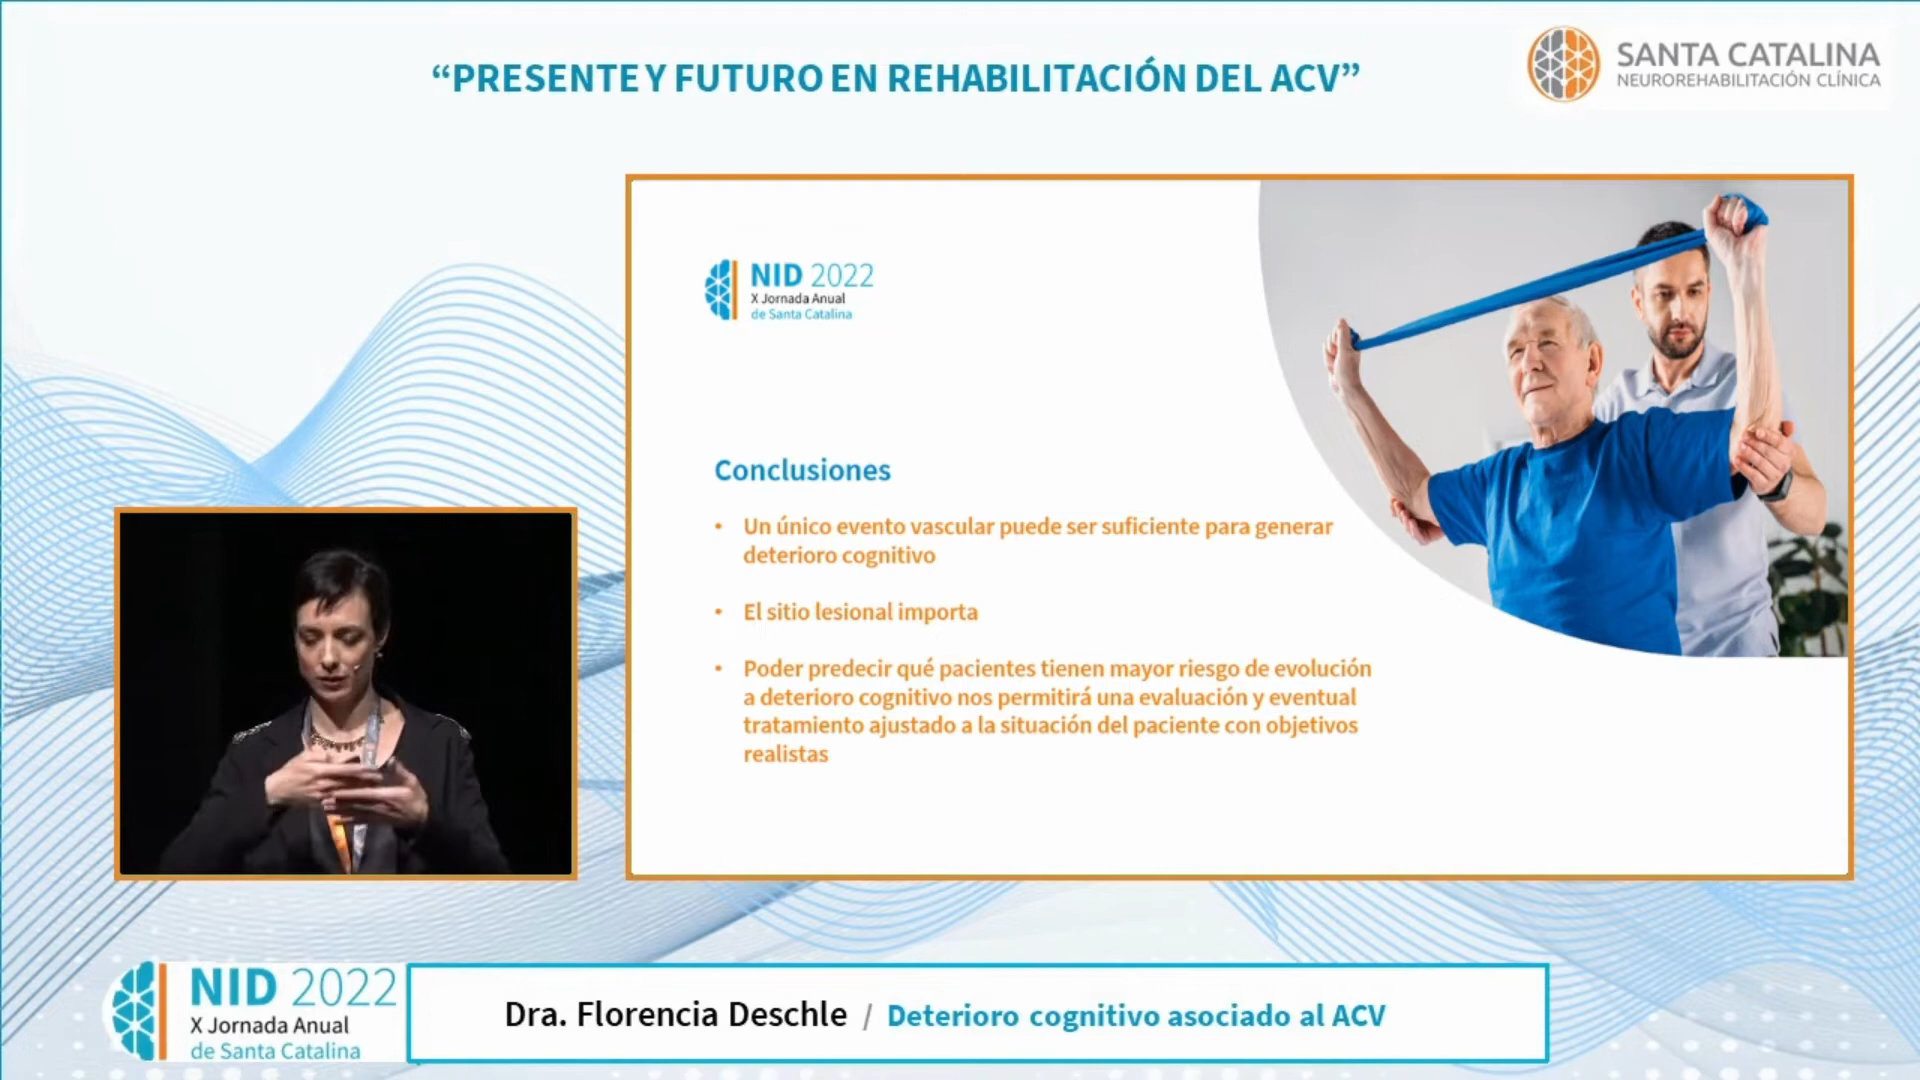 “PRESENTE Y FUTURO EN REHABILITACIÓN DEL ACV”
SANTA CATALINA
NEUROREHABILITACIÓN CLÍNICA
NID 2022
X Jornada Anual
de Santa Catalina
Conclusiones
• Un único evento vascular puede ser suficiente para generar
deterioro cognitivo
• El sitio lesional importa
• Poder predecir qué pacientes tienen mayor riesgo de evolución
a deterioro cognitivo nos permitirá una evaluación y eventual
tratamiento ajustado a la situación del paciente con objetivos
realistas
NID 2022
X Jornada Anual
de Santa Catalina
Dra. Florencia Deschle / Deterioro cognitivo asociado al ACV